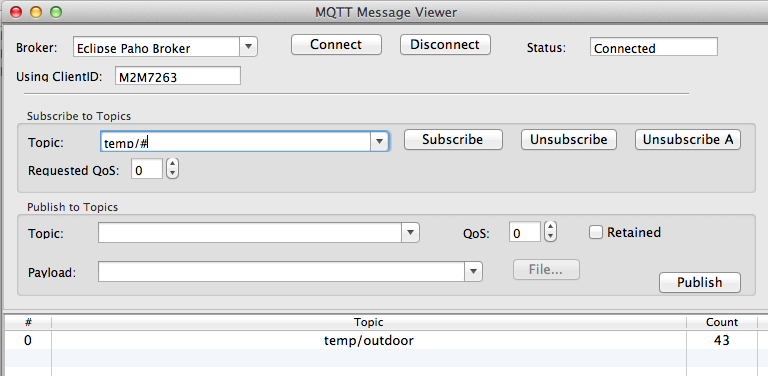 MQTT Message Viewer
Broker: Eclipse Paho Broker Connect Disconnect Status: Connected
Using ClientID: M2M7263
Subscribe to Topics
Topic: temp/# Subscribe Unsubscribe Unsubscribe A
Requested QoS: 0
Publish to Topics
Topic: QoS: 0 Retained
Payload: File...
Publish
# Topic Count
0 temp/outdoor 43